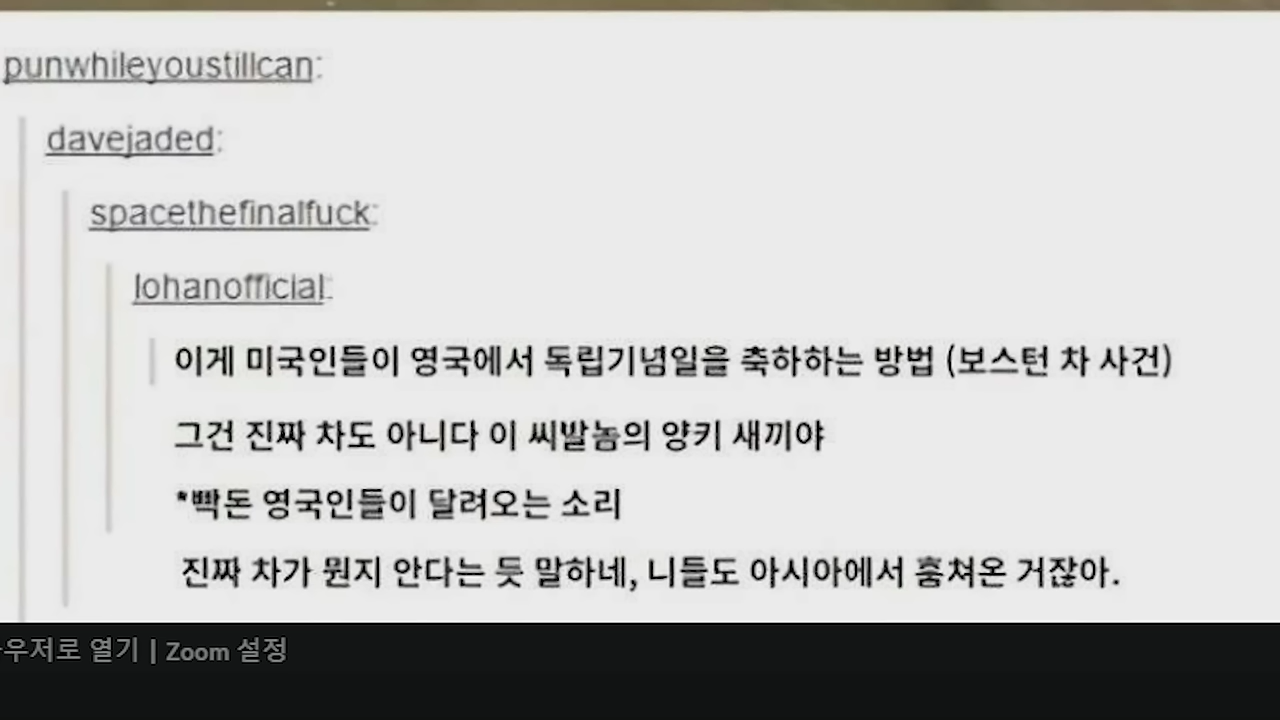 punwhileyoustillcan:
davejaded:
spacethefinalfuck:
lohanofficial:
이게 미국인들이 영국에서 독립기념일을 축하하는 방법 (보스턴 차 사건)
그건 진짜 차도 아니다 이 씨발놈의 양키 새끼야
*빡돈 영국인들이 달려오는 소리
진짜 차가 뭔지 안다는 듯 말하네, 니들도 아시아에서 훔쳐온 거잖아.
우저로 열기 | Zoom 설정